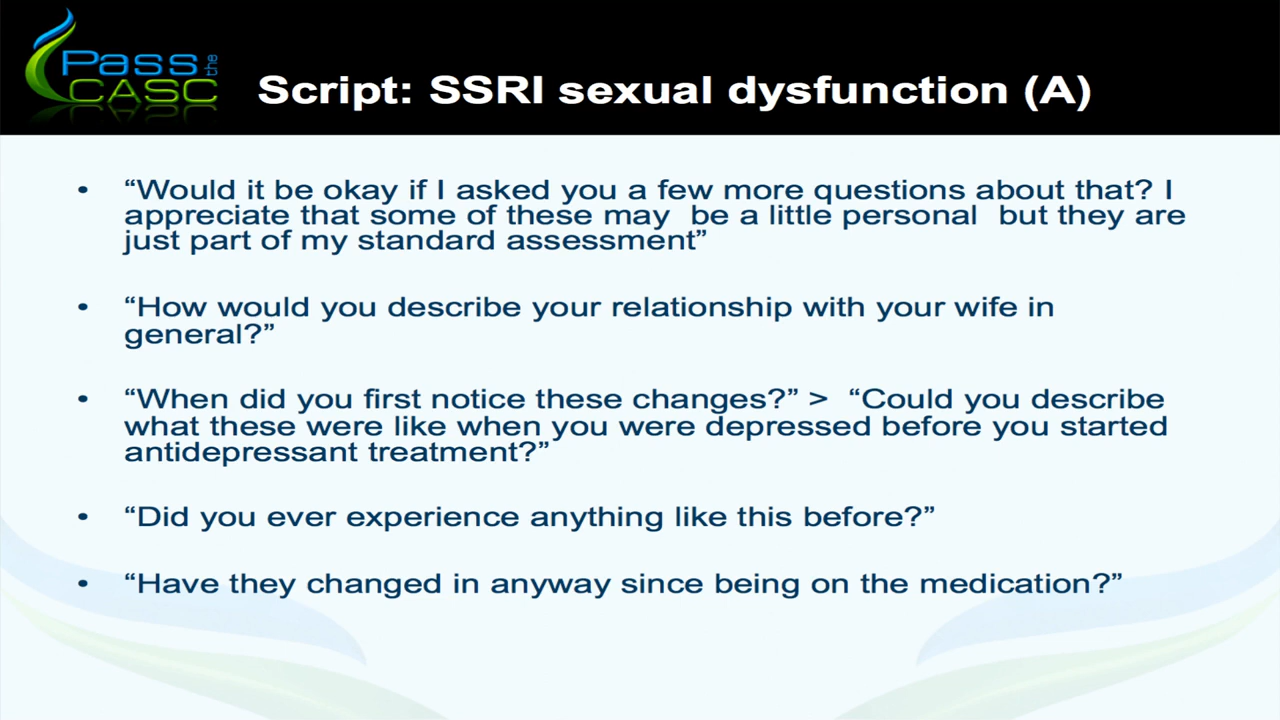 Pass the
CASC
Script: SSRI sexual dysfunction (A)
• “Would it be okay if I asked you a few more questions about that? I
appreciate that some of these may be a little personal but they are
just part of my standard assessment”
• “How would you describe your relationship with your wife in
general?”
• “When did you first notice these changes?” > “Could you describe
what these were like when you were depressed before you started
antidepressant treatment?”
• “Did you ever experience anything like this before?”
• “Have they changed in anyway since being on the medication?”